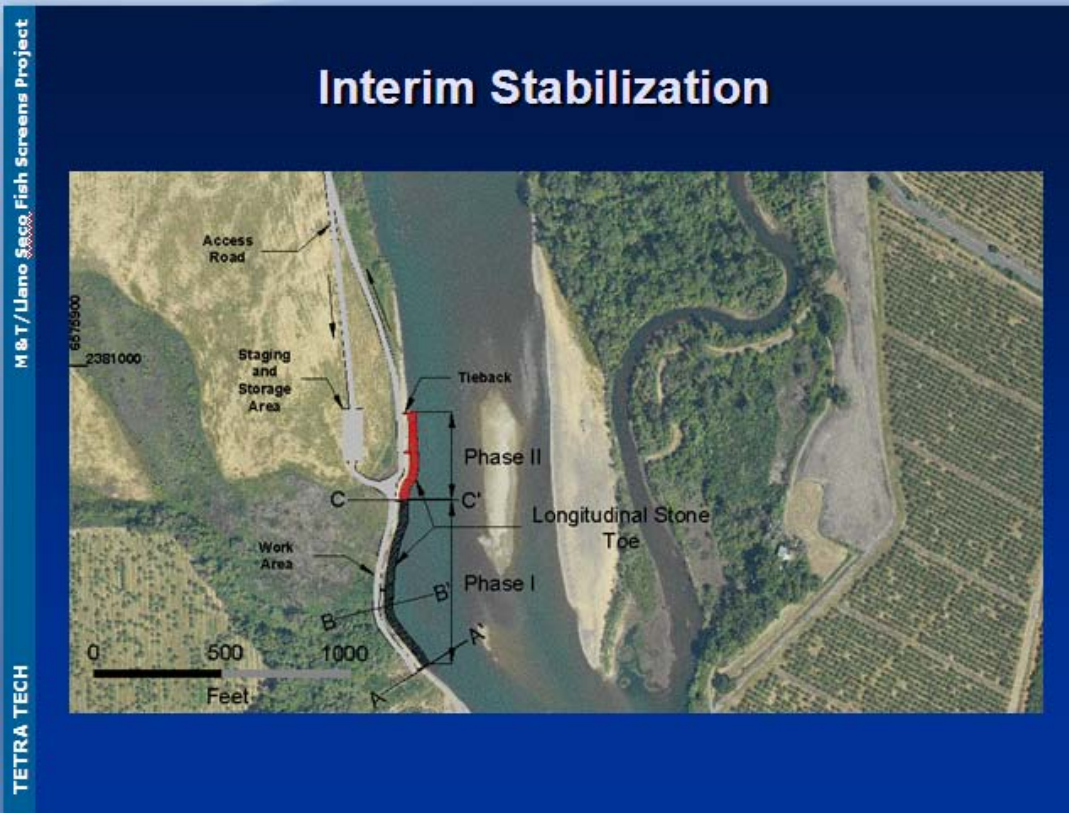 M&T/Llano Seco Fish Screens Project
TETRA TECH
Interim Stabilization
Access
Road
6575900
2381000
Staging
and
Storage
Area
Tieback
Phase II
C
C'
Longitudinal Stone
Toe
Work
Area
Phase I
B
B'
A
A'
0
500
1000
Feet